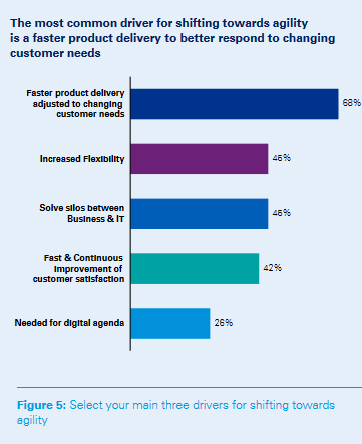 The most common driver for shifting towards agility
is a faster product delivery to better respond to changing
customer needs
Faster product delivery
adjusted to changing
customer needs
68%
Increased Flexibility
46%
Solve silos between
Business & IT
46%
Fast & Continuous
Improvement of
customer satisfaction
42%
Needed for digital agenda
26%
Figure 5: Select your main three drivers for shifting towards
agility